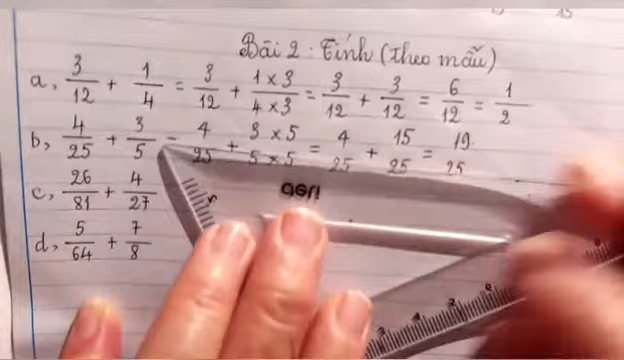 Bài 2: Tính (theo mẫu)
a, 3/12 + 1/4 = 3/12 + 1×3/4×3 = 3/12 + 3/12 = 6/12 = 1/2
b, 4/25 + 3/5 = 4/25 + 3×5/5×5 = 4/25 + 15/25 = 19/25
c, 26/81 + 4/27
d, 5/64 + 7/8